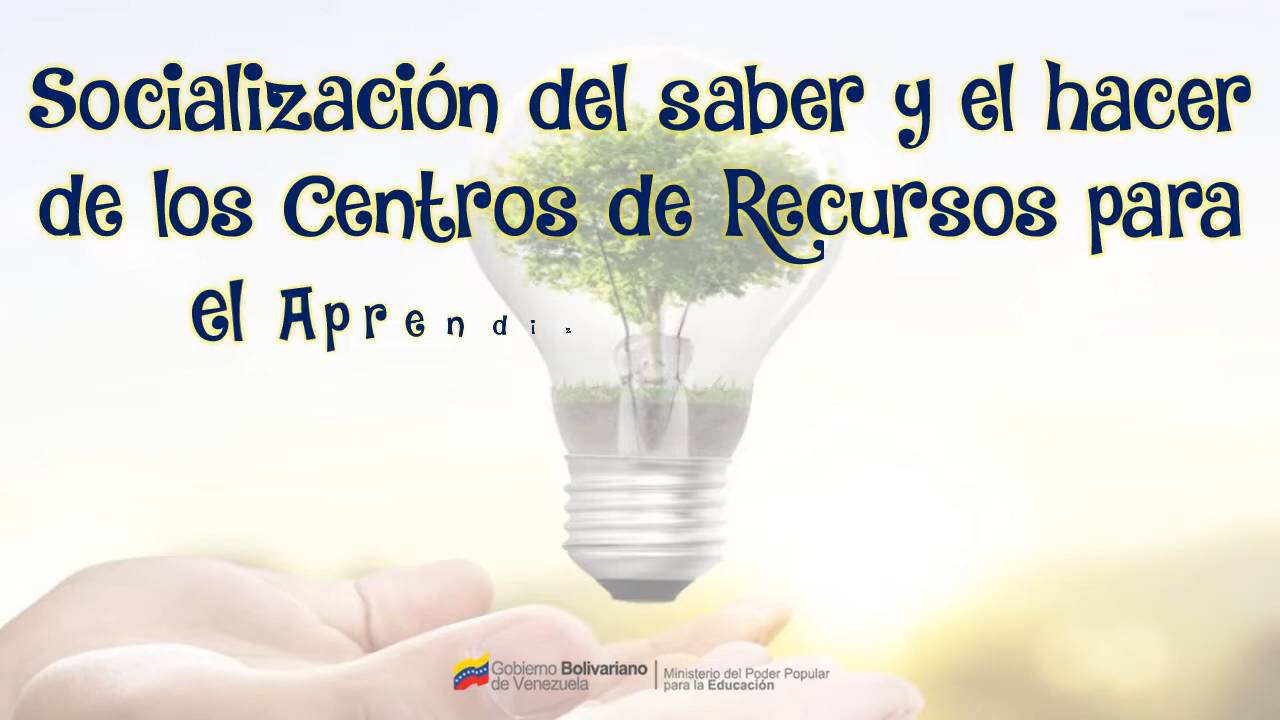 Socialización del saber y el hacer
de los Centros de Recursos para
el Aprendiz
Gobierno Bolivariano
de Venezuela
Ministerio del Poder Popular
para la Educación